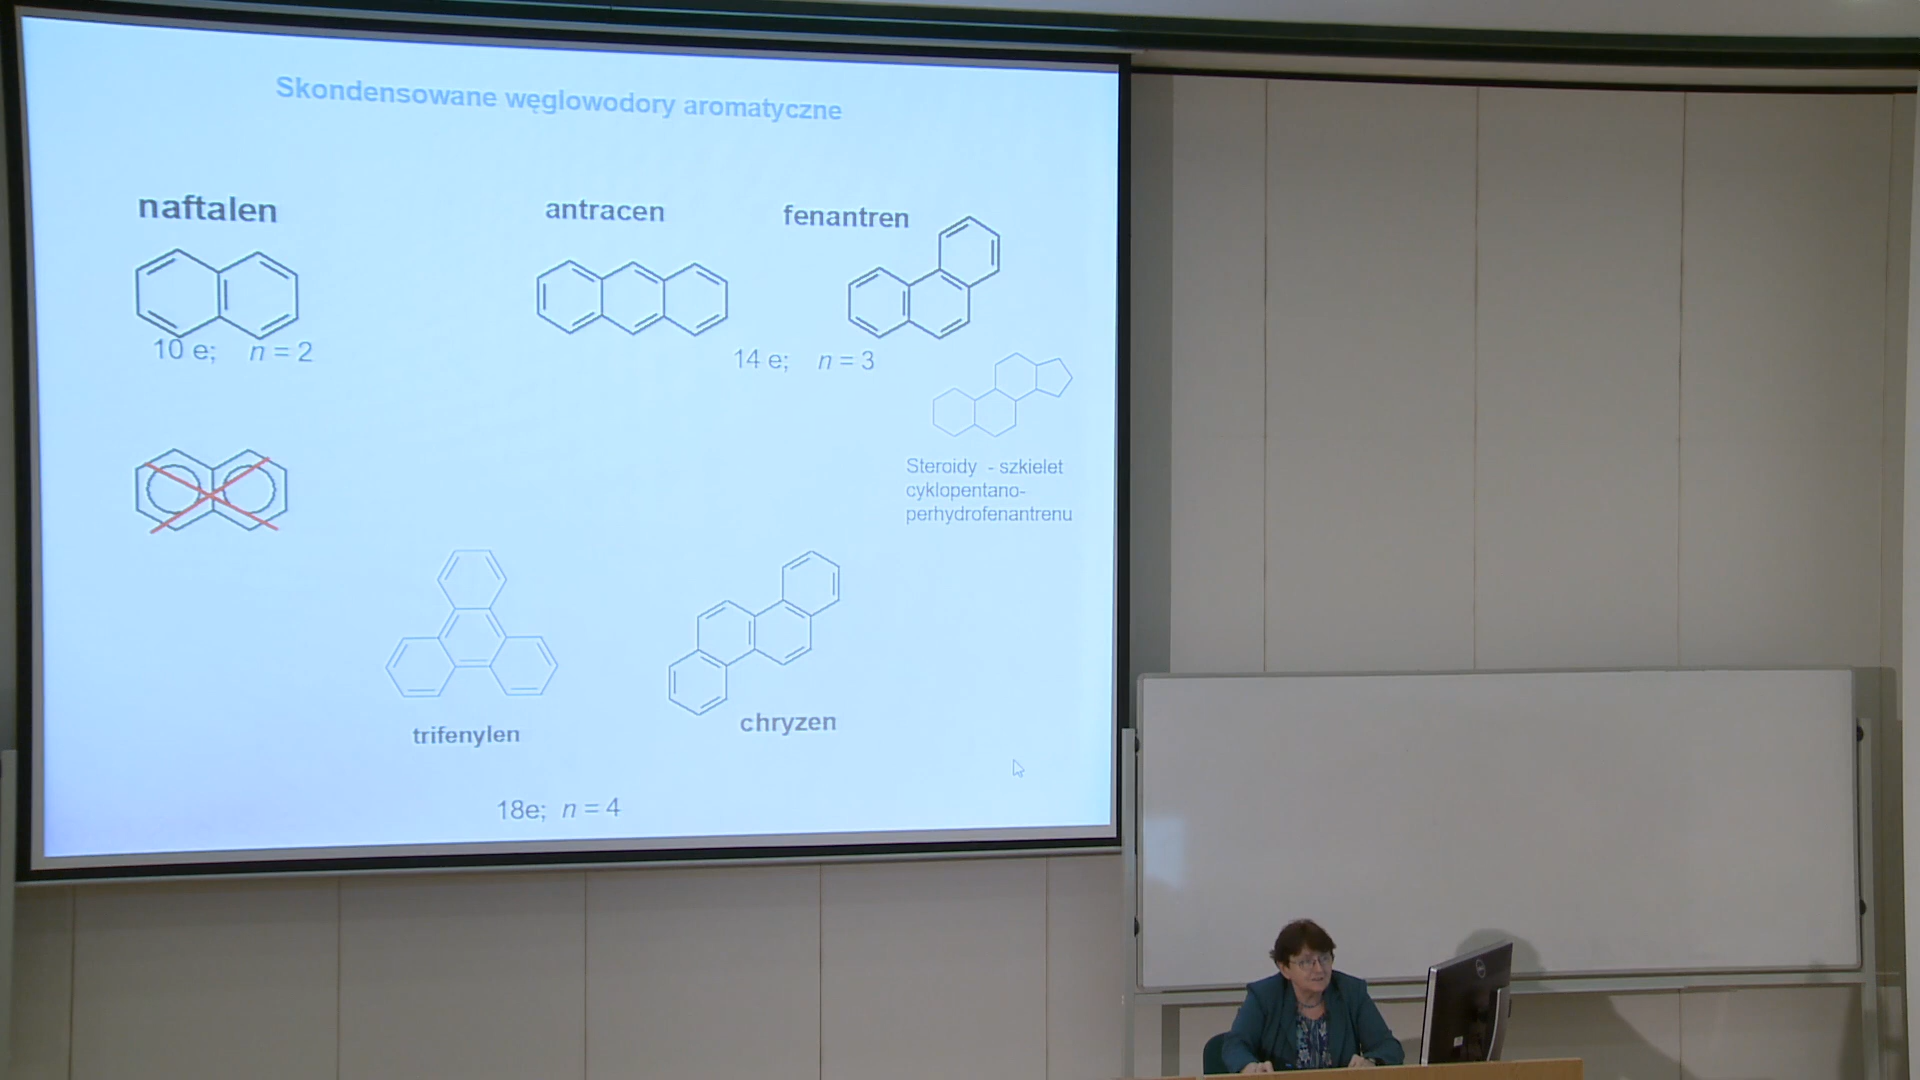 Skondensowane węglowodory aromatyczne
naftalen
antracen
fenantren
10 e; n = 2
14 e; n = 3
Steroidy - szkielet
cyklopentano-
perhydrofenantrenu
trifenylen
chryzen
18e; n = 4